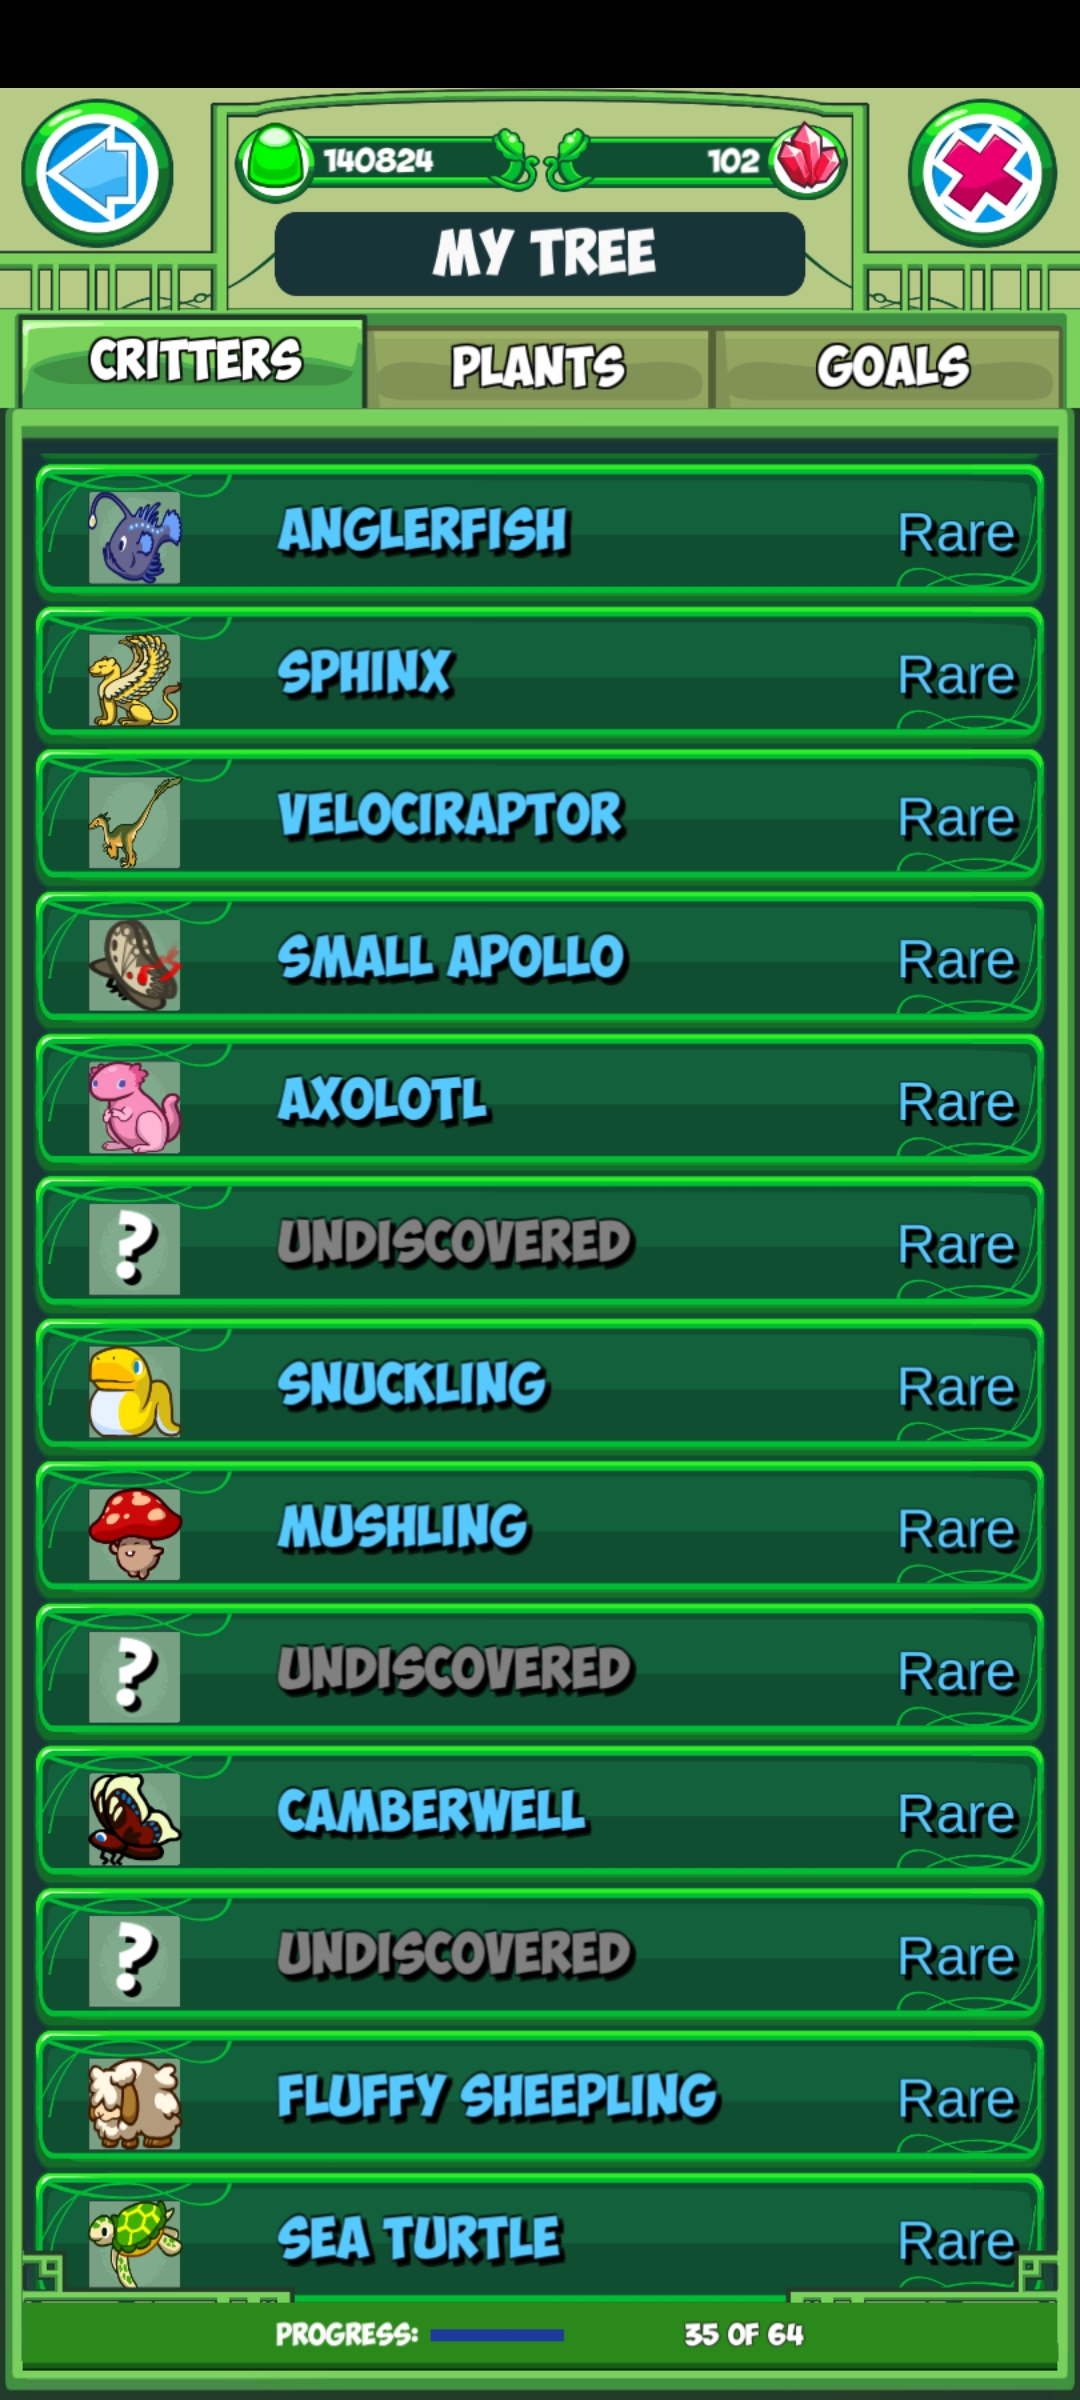 140824
102
MY TREE
CRITTERS
PLANTS
GOALS
ANGLERFISH
Rare
SPHINX
Rare
VELOCIRAPTOR
Rare
SMALL APOLLO
Rare
AXOLOTL
Rare
?
UNDISCOVERED
Rare
SNUCKLING
Rare
MUSHLING
Rare
?
UNDISCOVERED
Rare
CAMBERWELL
Rare
?
UNDISCOVERED
Rare
FLUFFY SHEEPLING
Rare
SEA TURTLE
Rare
PROGRESS:
35 OF 64